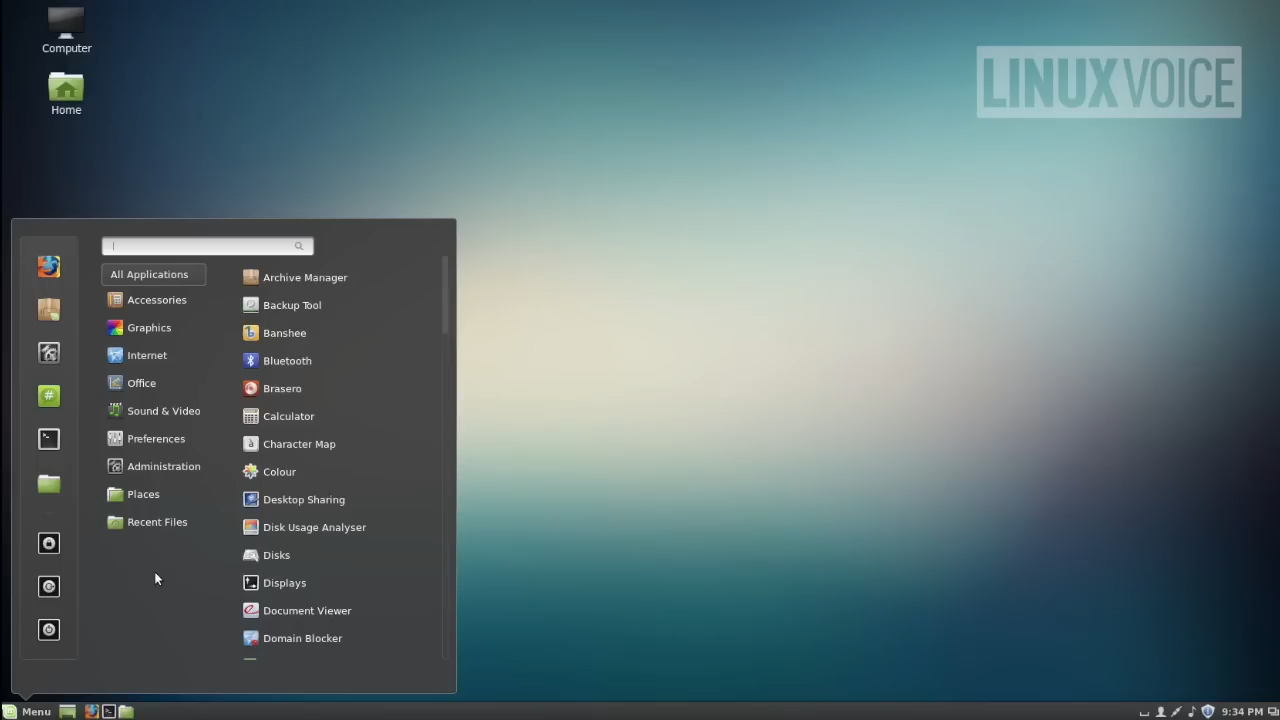 Computer
Home
LINUXVOICE
All Applications
Accessories
Graphics
Internet
Office
Sound & Video
Preferences
Administration
Places
Recent Files
Archive Manager
Backup Tool
Banshee
Bluetooth
Brasero
Calculator
Character Map
Colour
Desktop Sharing
Disk Usage Analyser
Disks
Displays
Document Viewer
Domain Blocker
Menu
9:34 PM